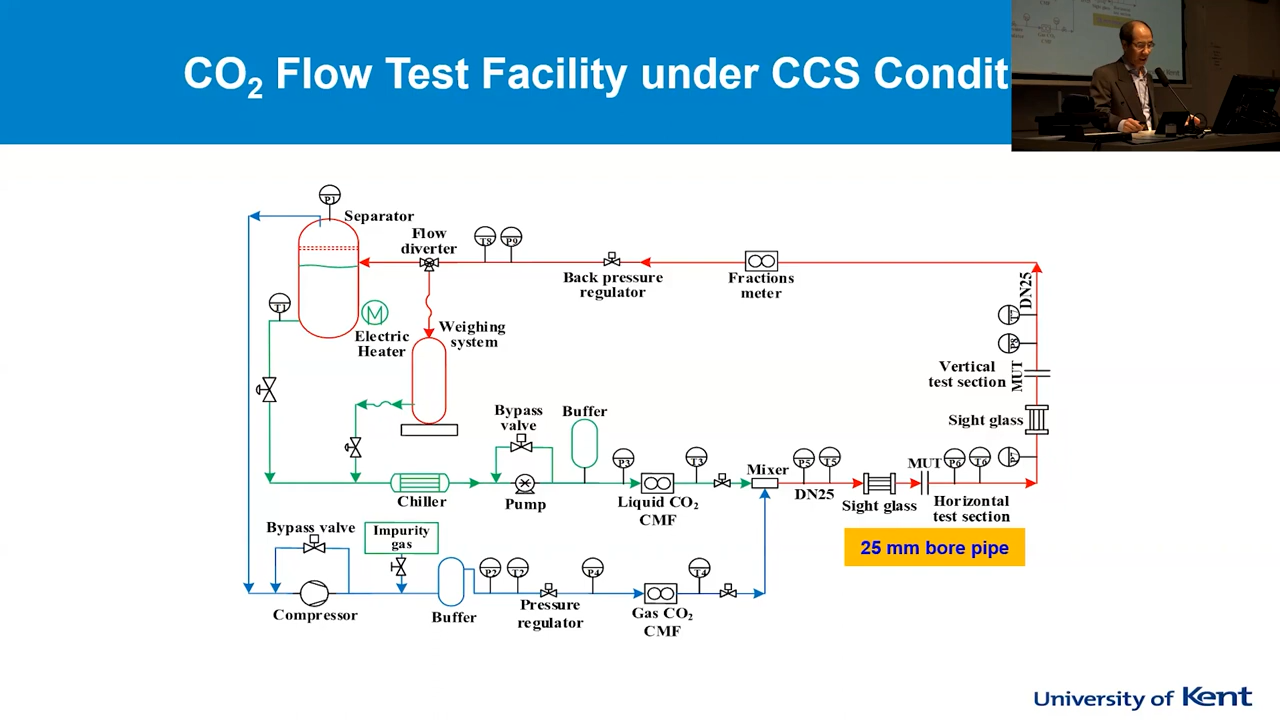 CO₂ Flow Test Facility under CCS Condit
P1
Separator
Flow
diverter
T8
P9
Back pressure
regulator
Fractions
meter
DN25
T7
P8
T1
M
Electric
Heater
Weighing
system
Vertical
test section
MUT
Sight glass
P7
Bypass
valve
Buffer
P3
T3
Mixer
P5
T5
MUT
P6
T6
Chiller
Pump
Liquid CO₂
CMF
DN25
Sight glass
Horizontal
test section
25 mm bore pipe
Bypass valve
Impurity
gas
P2
T2
P4
T4
Compressor
Buffer
Pressure
regulator
Gas CO₂
CMF
University of Kent